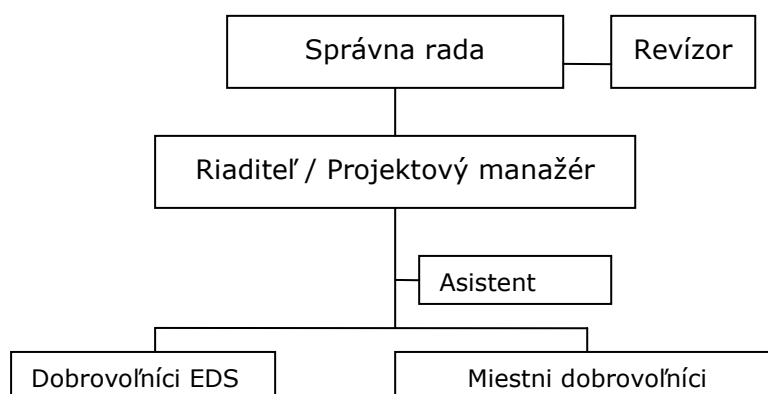 Správna rada
Revízor
Riaditeľ / Projektový manažér
Asistent
Dobrovoľníci EDS
Miestni dobrovoľníci